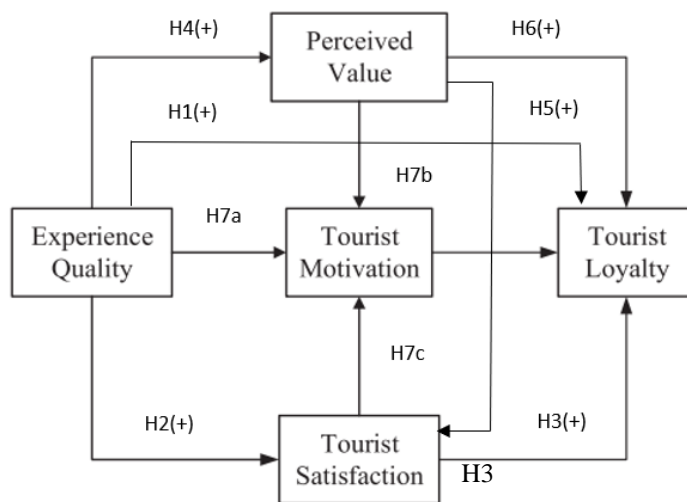 H4(+)
Perceived
Value
H6(+)
H1(+)
H5(+)
H7b
H7a
Experience
Quality
Tourist
Motivation
Tourist
Loyalty
H7c
H2(+)
Tourist
Satisfaction
H3(+)
H3